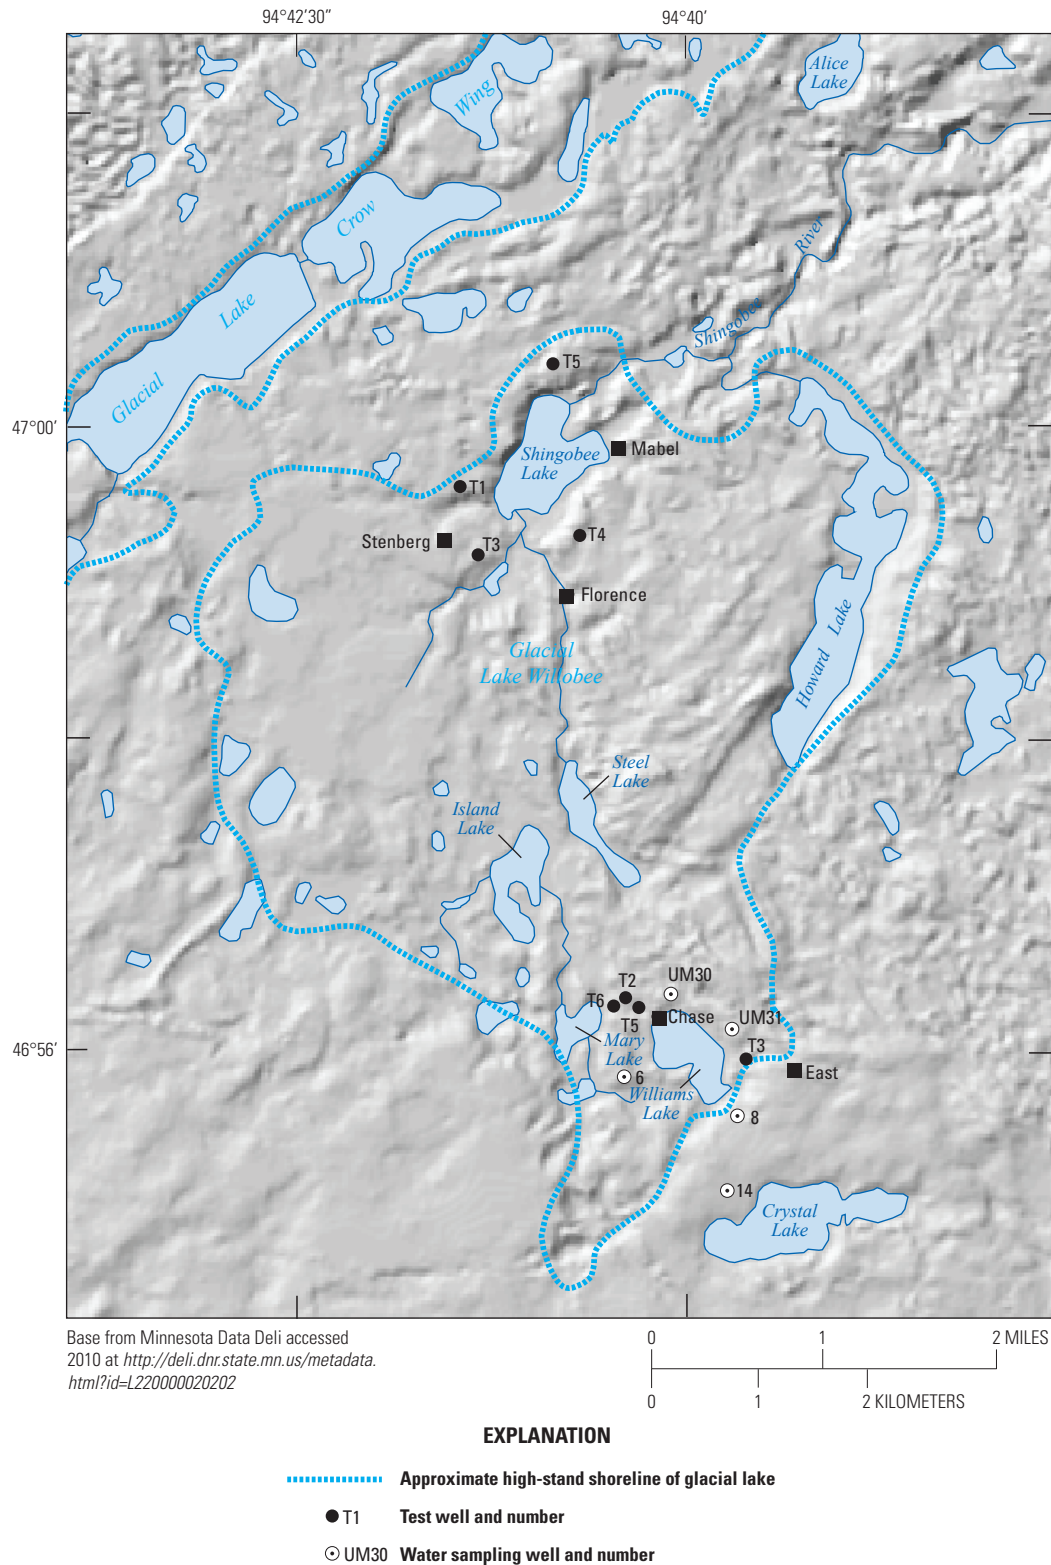 94°42'30"
94°40'
Alice
Lake
Wing
Crow
Lake
Glacial
River
Shingobee
T5
47°00'
Shingobee
Lake
Mabel
T1
Stenberg
T3
T4
Florence
Howard Lake
Glacial
Lake Willobee
Steel
Lake
Island
Lake
UM30
T2
T6
T5
Chase
UM31
46°56'
Mary
Lake
T3
East
6
Williams
Lake
8
14
Crystal
Lake
Base from Minnesota Data Deli accessed
2010 at http://deli.dnr.state.mn.us/metadata.
html?id=L220000020202
0 1 2 MILES
0 1 2 KILOMETERS
EXPLANATION
Approximate high-stand shoreline of glacial lake
T1 Test well and number
UM30 Water sampling well and number